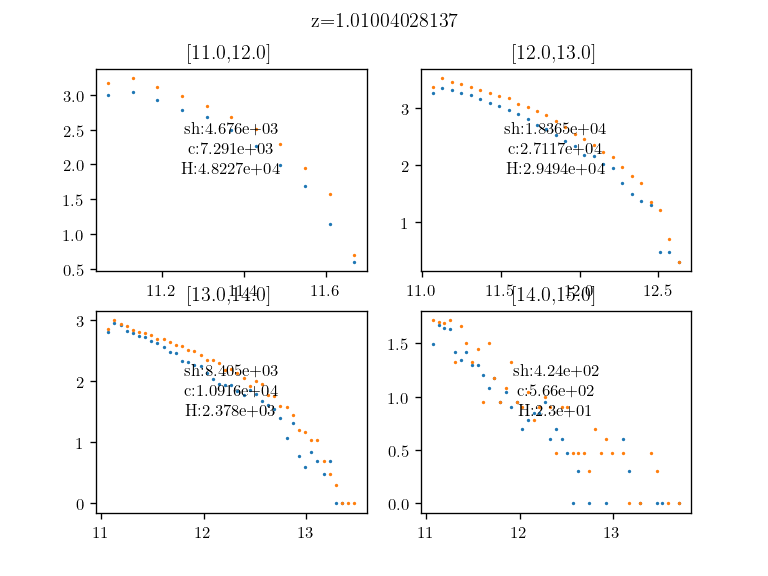 z=1.01004028137
[11.0,12.0]
[12.0,13.0]
3.0
2.5
2.0
1.5
1.0
0.5
sh:4.676e+03
c:7.291e+03
H:4.8227e+04
11.2
11.4
11.6
3
2
1
sh:1.8365e+04
c:2.7117e+04
H:2.9494e+04
11.0
11.5
12.0
12.5
[13.0,14.0]
[14.0,15.0]
3
2
1
0
sh:8.405e+03
c:1.0916e+04
H:2.378e+03
11
12
13
1.5
1.0
0.5
0.0
sh:4.24e+02
c:5.66e+02
H:2.3e+01
11
12
13